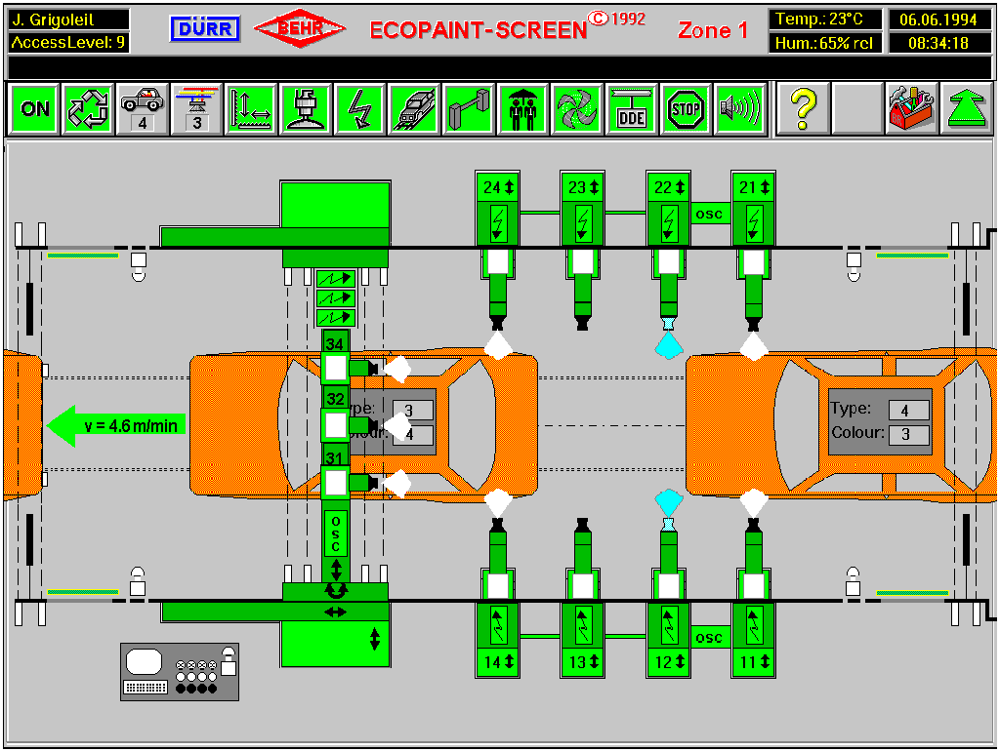 J. Grigoleit
AccessLevel: 9
DÜRR
BEHR
ECOPAINT-SCREEN © 1992
Zone 1
Temp.: 23°C
Hum.: 65% rel
06.06.1994
08:34:18
ON
4
3
DDE
STOP
?
24 23 22 21
osc
34
32
31
ype: 3
olour: 4
Type: 4
Colour: 3
v = 4.6 m/min
osc
osc
14 13 12 11